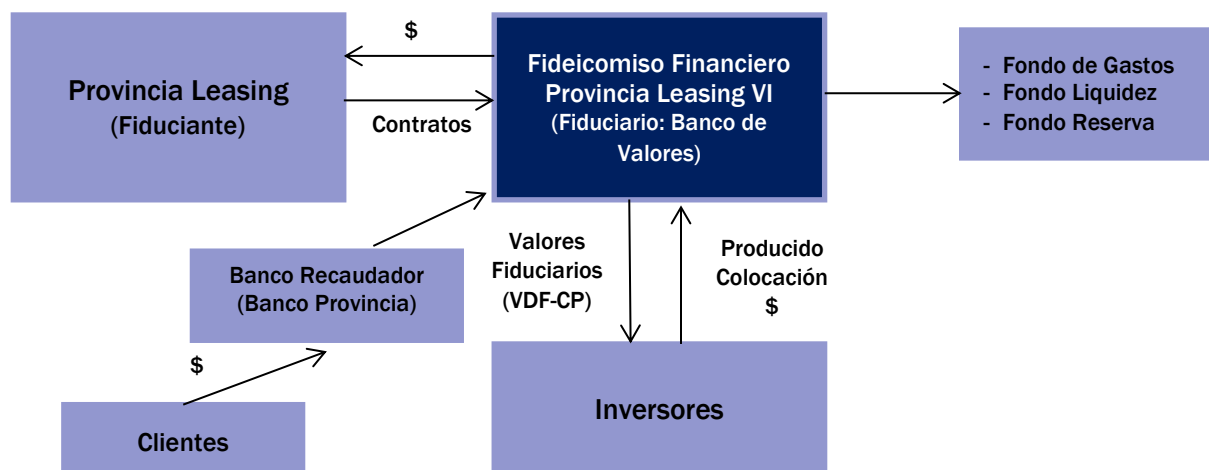 $
Provincia Leasing
(Fiduciante)
Contratos
Fideicomiso Financiero
Provincia Leasing VI
(Fiduciario: Banco de
Valores)
- Fondo de Gastos
- Fondo Liquidez
- Fondo Reserva
Banco Recaudador
(Banco Provincia)
Valores
Fiduciarios
(VDF-CP)
Producido
Colocación
$
$
Clientes
Inversores